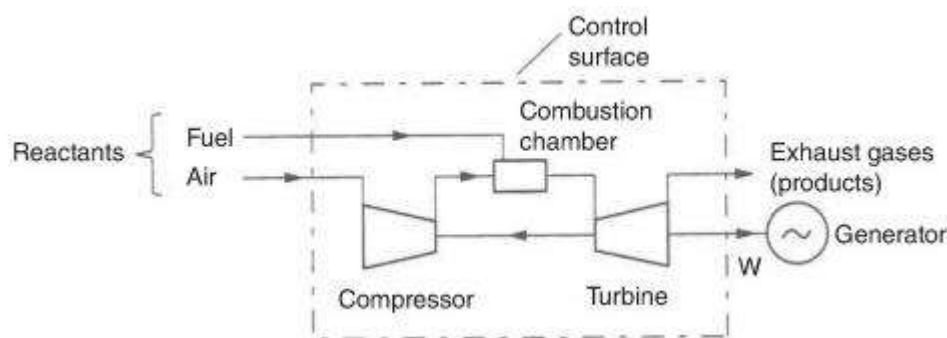 Control
surface
Combustion
chamber
Fuel
Reactants
Air
Exhaust gases
(products)
Generator
W
Compressor
Turbine